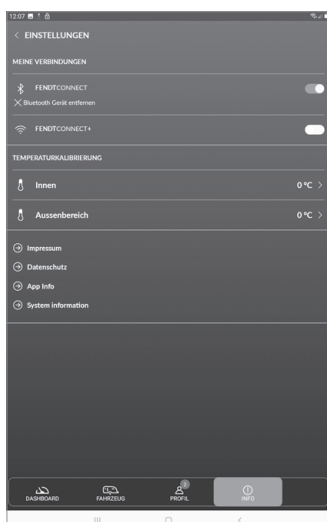 12:07
EINSTELLUNGEN
MEINE VERBINDUNGEN
FENDTCONNECT
Bluetooth Gerät entfernen
FENDTCONNECT+
TEMPERATURKALIBRIERUNG
Innen 0 °C
Aussenbereich 0 °C
Impressum
Datenschutz
App Info
System information
2
DASHBOARD FAHRZEUG PROFIL INFO